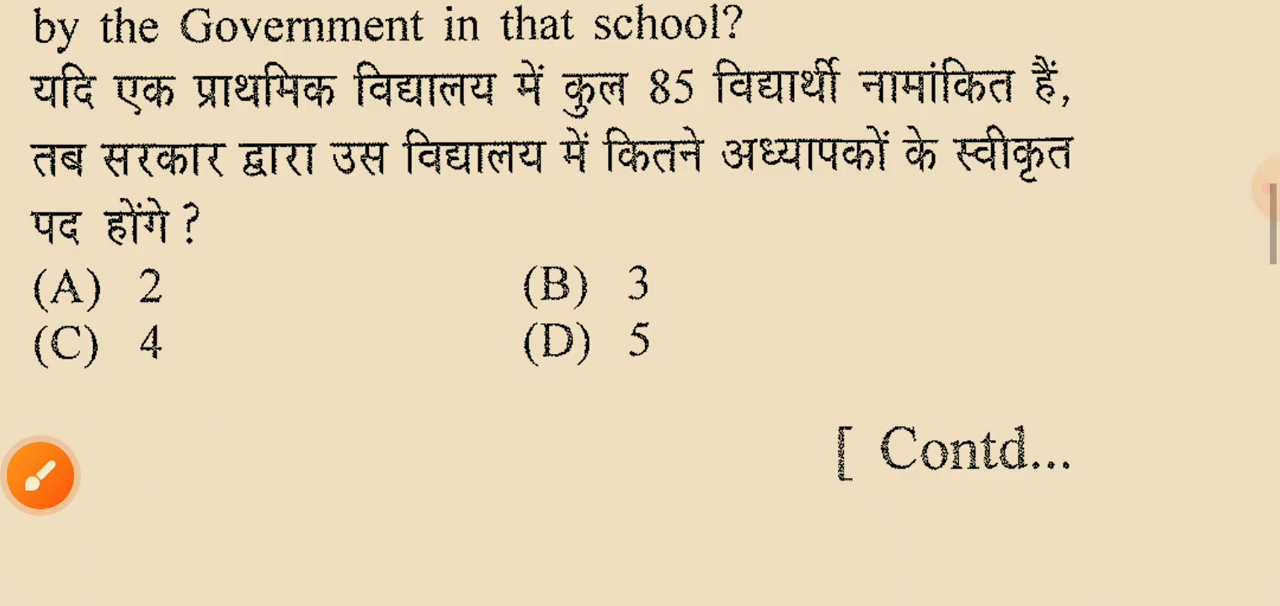 by the Government in that school?
यदि एक प्राथमिक विद्यालय में कुल 85 विद्यार्थी नामांकित हैं,
तब सरकार द्वारा उस विद्यालय में कितने अध्यापकों के स्वीकृत
पद होंगे ?
(A) 2 (B) 3
(C) 4 (D) 5
[ Contd...